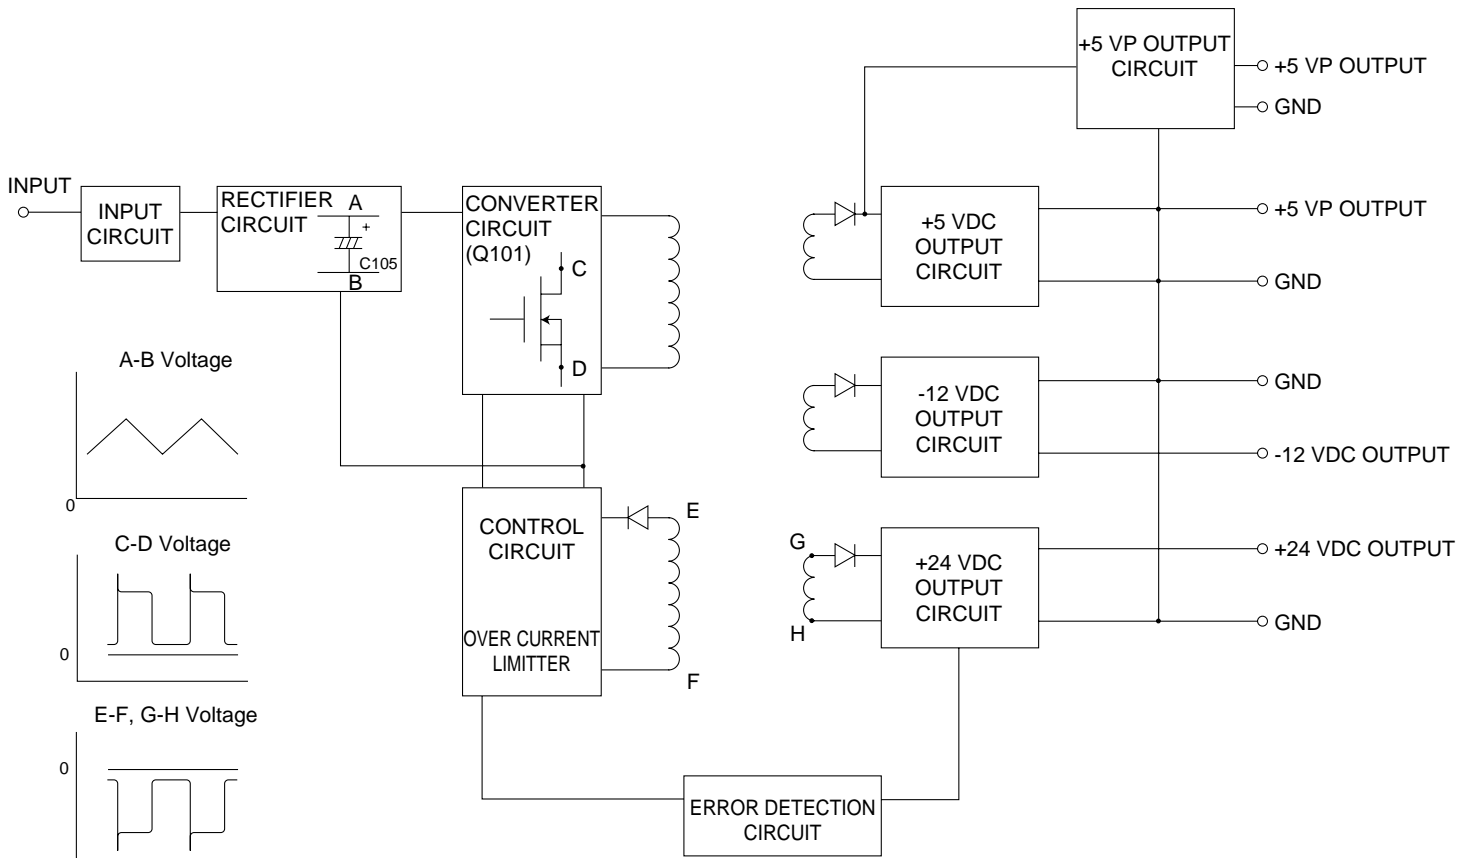 +5 VP OUTPUT
CIRCUIT
+5 VP OUTPUT
GND
INPUT
INPUT
CIRCUIT
RECTIFIER
CIRCUIT
A
+
C105
B
CONVERTER
CIRCUIT
(Q101)
C
D
+5 VDC
OUTPUT
CIRCUIT
+5 VP OUTPUT
GND
A-B Voltage
0
-12 VDC
OUTPUT
CIRCUIT
GND
-12 VDC OUTPUT
CONTROL
CIRCUIT
OVER CURRENT
LIMITTER
E
F
G
H
+24 VDC
OUTPUT
CIRCUIT
+24 VDC OUTPUT
GND
C-D Voltage
0
E-F, G-H Voltage
0
ERROR DETECTION
CIRCUIT